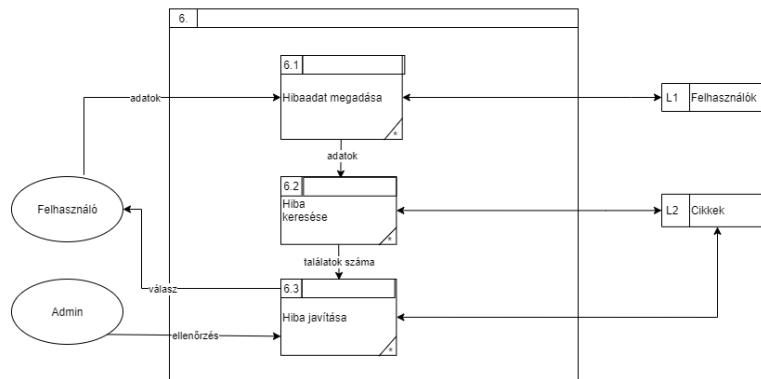 6.
6.1
Hibaadat megadása
*
adatok
L1 Felhasználók
adatok
6.2
Hiba
keresése
*
Felhasználó
L2 Cikkek
találatok száma
6.3
válasz
Hiba javítása
*
Admin
ellenőrzés